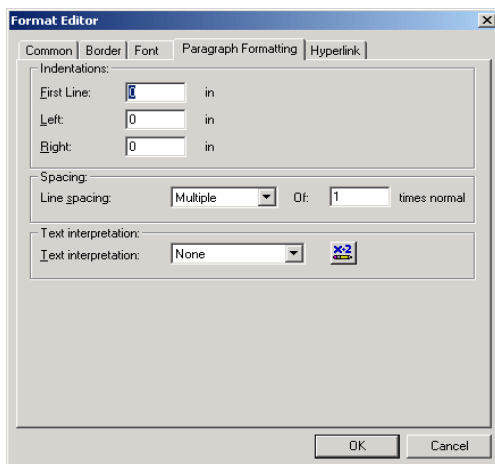 Format Editor
Common Border Font Paragraph Formatting Hyperlink
Indentations:
First Line: 0 in
Left: 0 in
Right: 0 in
Spacing:
Line spacing: Multiple Of: 1 times normal
Text interpretation:
Text interpretation: None x·2
OK Cancel